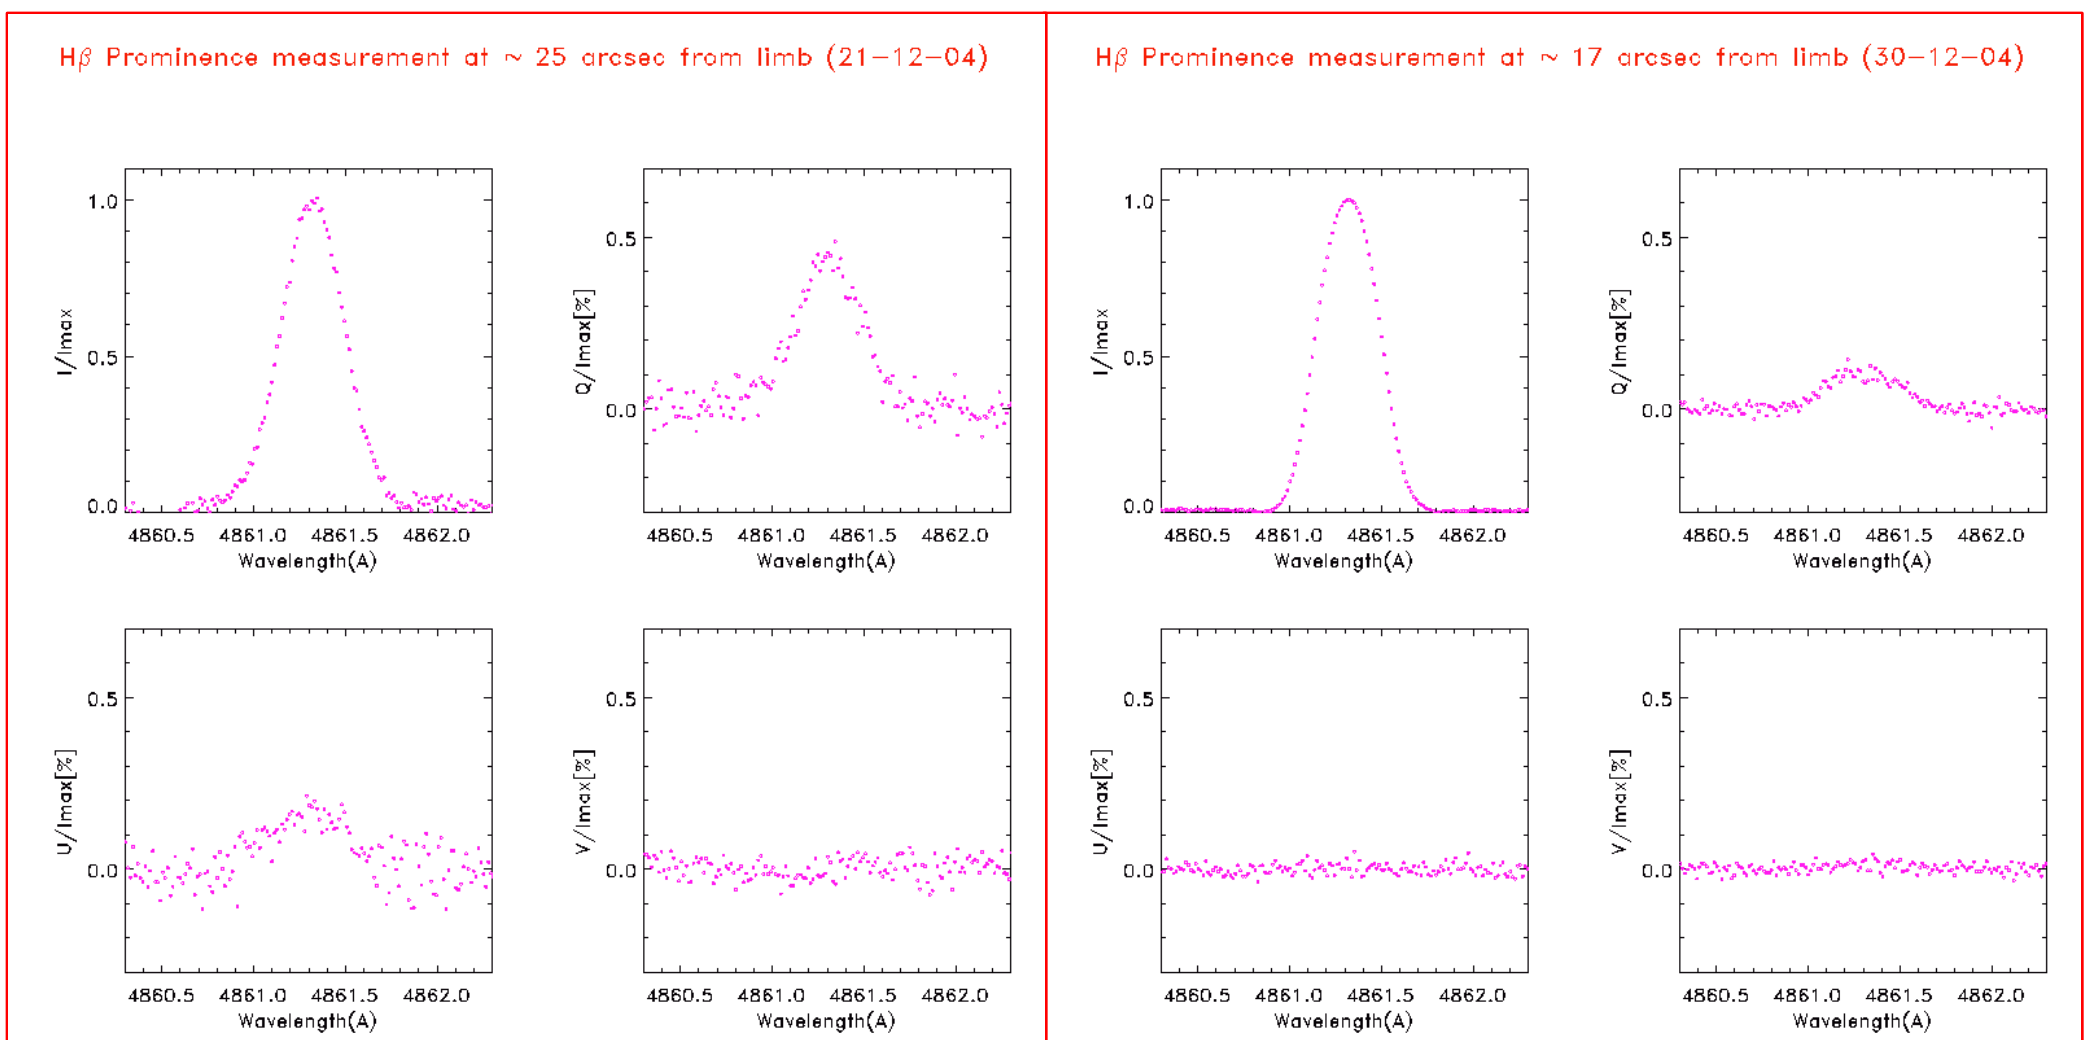 Hβ Prominence measurement at ~ 25 arcsec from limb (21-12-04)
1.0
0.5
0.0
I/Imax
4860.5 4861.0 4861.5 4862.0
Wavelength(A)
0.5
0.0
Q/Imax[%]
4860.5 4861.0 4861.5 4862.0
Wavelength(A)
0.5
0.0
U/Imax[%]
4860.5 4861.0 4861.5 4862.0
Wavelength(A)
0.5
0.0
V/Imax[%]
4860.5 4861.0 4861.5 4862.0
Wavelength(A)
Hβ Prominence measurement at ~ 17 arcsec from limb (30-12-04)
1.0
0.5
0.0
I/Imax
4860.5 4861.0 4861.5 4862.0
Wavelength(A)
0.5
0.0
Q/Imax[%]
4860.5 4861.0 4861.5 4862.0
Wavelength(A)
0.5
0.0
U/Imax[%]
4860.5 4861.0 4861.5 4862.0
Wavelength(A)
0.5
0.0
V/Imax[%]
4860.5 4861.0 4861.5 4862.0
Wavelength(A)